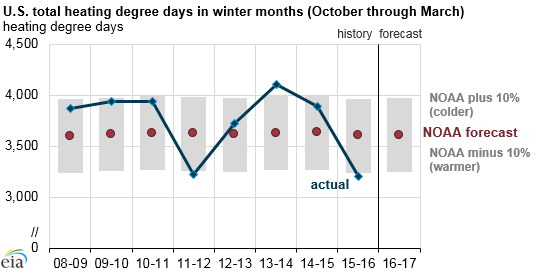 U.S. total heating degree days in winter months (October through March)
heating degree days
history forecast
4,500
4,000
3,500
3,000
//
0
NOAA plus 10%
(colder)
NOAA forecast
NOAA minus 10%
(warmer)
actual
08-09 09-10 10-11 11-12 12-13 13-14 14-15 15-16 16-17
eia